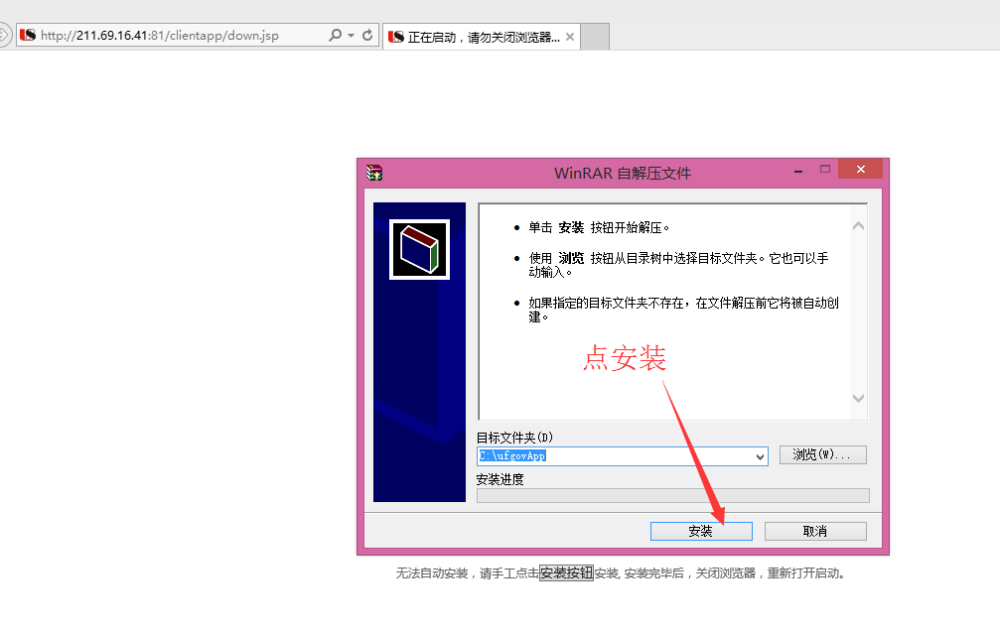 http://211.69.16.41:81/clientapp/down.jsp
正在启动，请勿关闭浏览器...
WinRAR 自解压文件
单击 安装 按钮开始解压。
使用 浏览 按钮从目录树中选择目标文件夹。它也可以手
动输入。
如果指定的目标文件夹不存在，在文件解压前它将被自动创
建。
点安装
目标文件夹(D)
C:\ufgovApp
浏览(W)...
安装进度
安装
取消
无法自动安装，请手工点击安装按钮安装, 安装完毕后，关闭浏览器，重新打开启动。